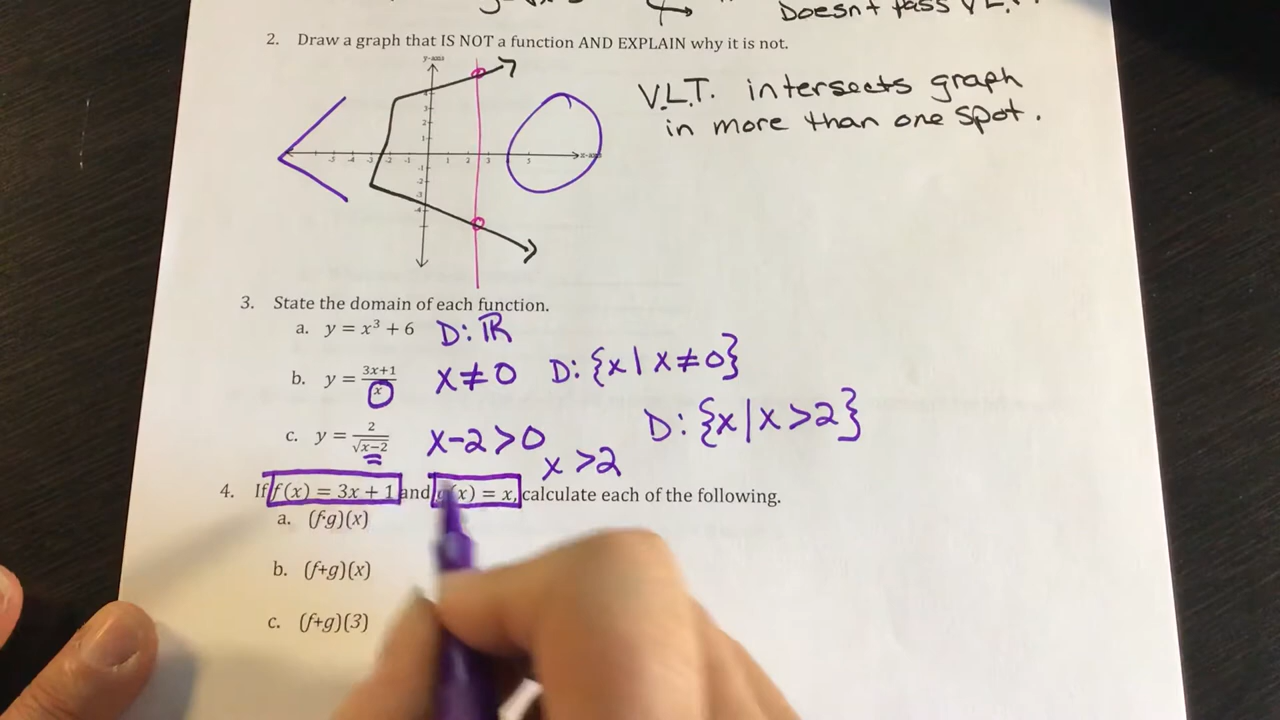 Doesn't pass V.L.T.
2. Draw a graph that IS NOT a function AND EXPLAIN why it is not.
y-axis
V.L.T. intersects graph
in more than one spot.
x-axis
3. State the domain of each function.
a. y = x³ + 6 D: ℝ
b. y = (3x+1)/x x ≠ 0 D: {x | x ≠ 0}
c. y = 2/√(x−2) x−2 > 0 D: {x | x > 2}
x > 2
4. If f(x) = 3x + 1 and g(x) = x, calculate each of the following.
a. (f·g)(x)
b. (f+g)(x)
c. (f+g)(3)